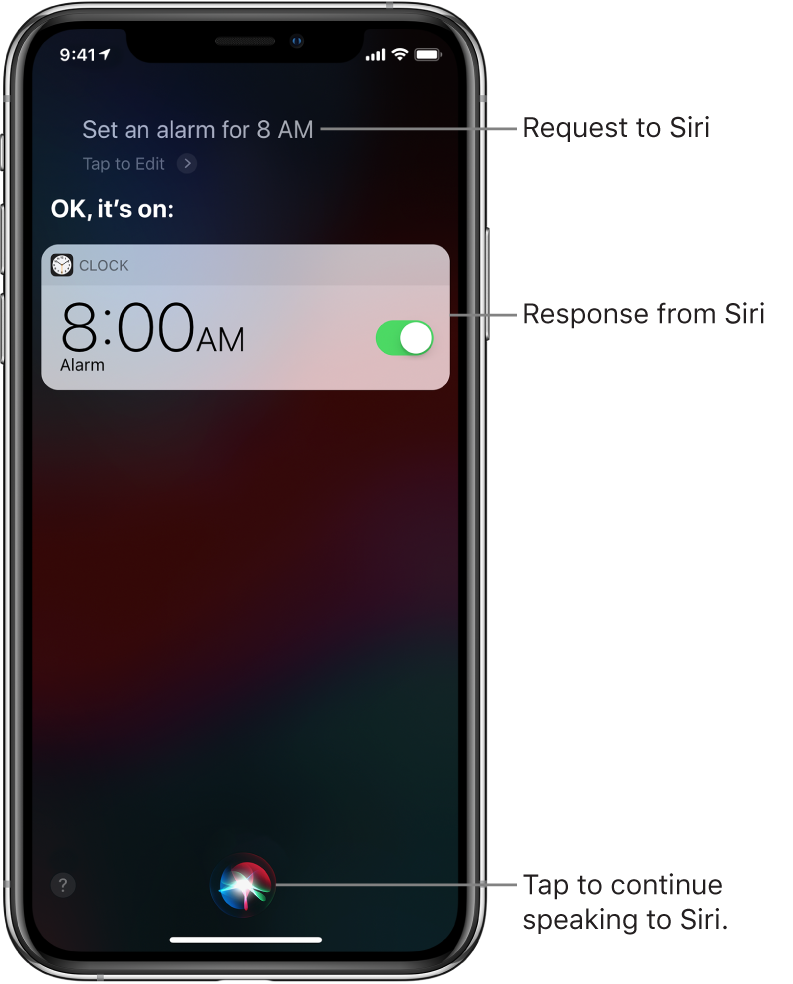 9:41
Set an alarm for 8 AM
Request to Siri
Tap to Edit
OK, it’s on:
CLOCK
8:00AM
Alarm
Response from Siri
?
Tap to continue
speaking to Siri.